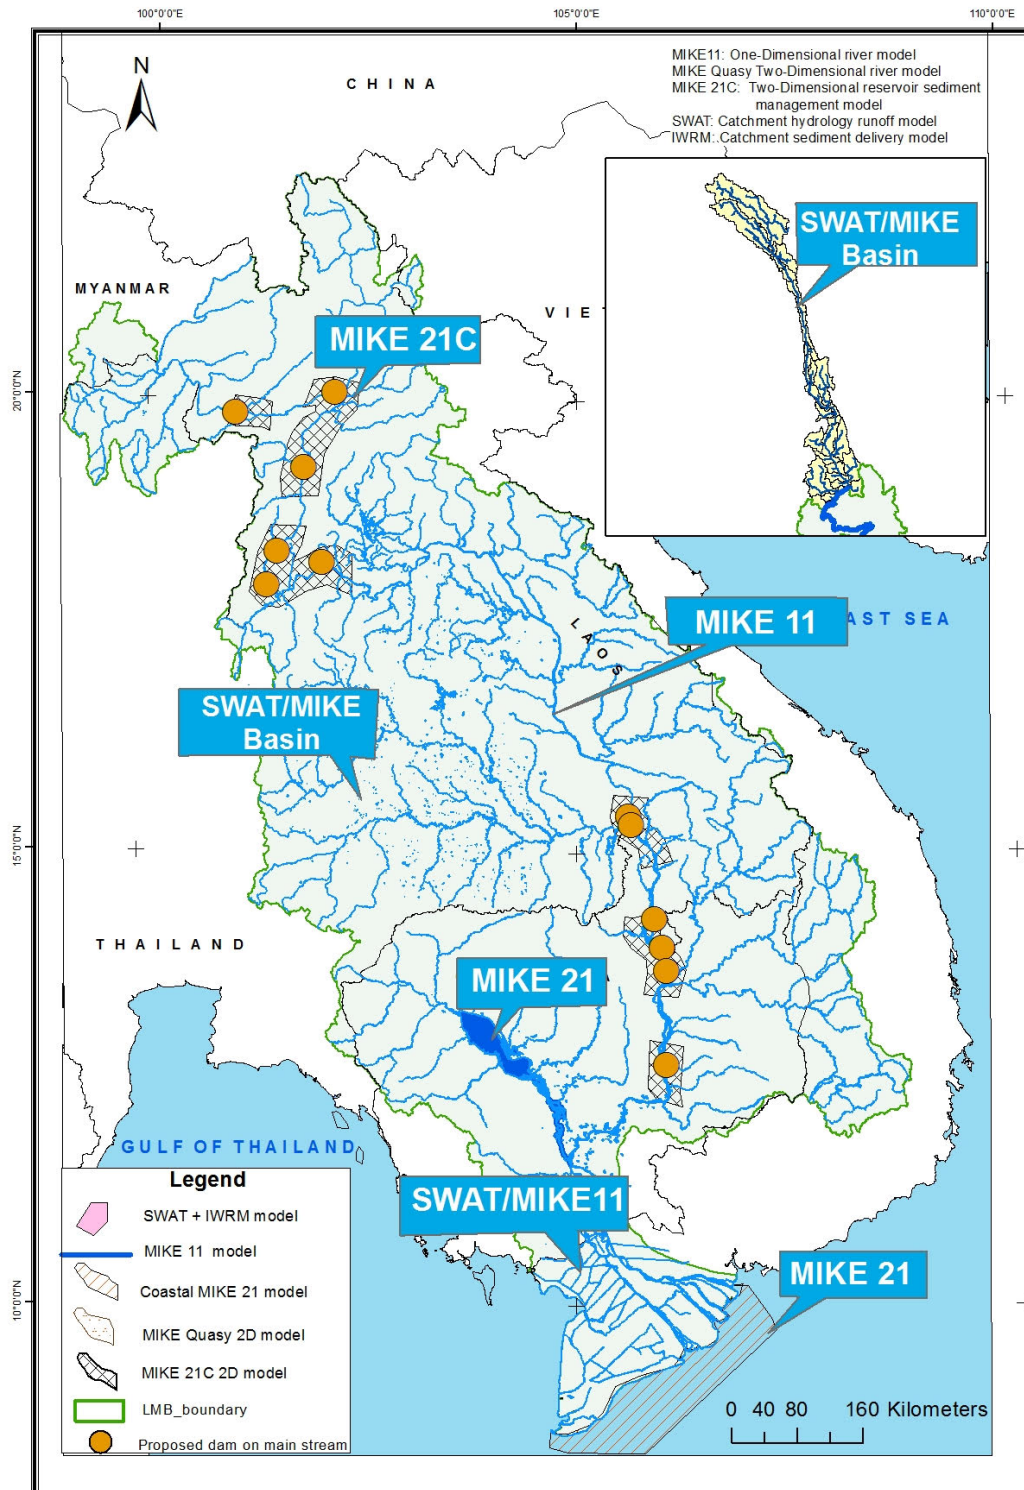 100°0'0"E
105°0'0"E
110°0'0"E
MIKE11: One-Dimensional river model
MIKE Quasy Two-Dimensional river model
MIKE 21C: Two-Dimensional reservoir sediment
management model
SWAT: Catchment hydrology runoff model
IWRM: Catchment sediment delivery model
N
CHINA
SWAT/MIKE
Basin
MYANMAR
VIE
MIKE 21C
20°0'0"N
MIKE 11
AST SEA
LAOS
SWAT/MIKE
Basin
15°0'0"N
THAILAND
MIKE 21
A
GULF OF THAILAND
SWAT/MIKE11
MIKE 21
10°0'0"N
Legend
SWAT + IWRM model
MIKE 11 model
Coastal MIKE 21 model
MIKE Quasy 2D model
MIKE 21C 2D model
LMB_boundary
Proposed dam on main stream
0 40 80 160 Kilometers